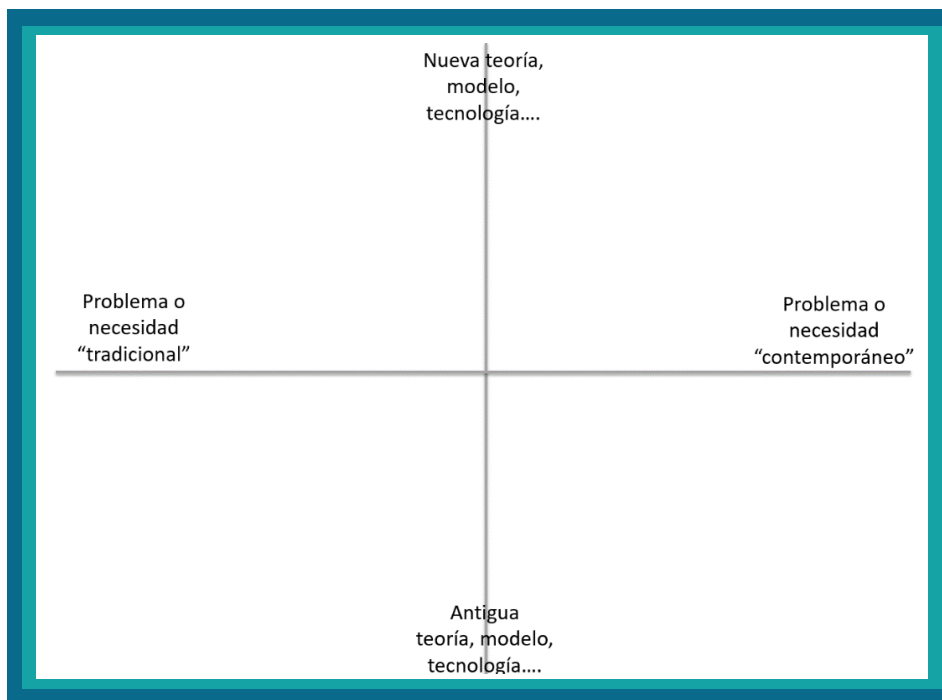 Nueva teoría,
modelo,
tecnología....
Problema o
necesidad
“tradicional”
Problema o
necesidad
“contemporáneo”
Antigua
teoría, modelo,
tecnología....